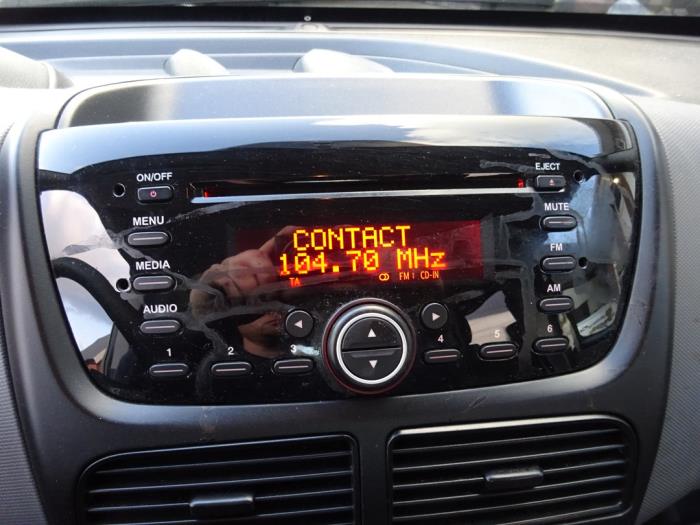 ON/OFF
EJECT
MENU
MUTE
CONTACT
104.70 MHz
TA
FM1 CD-IN
MEDIA
FM
AUDIO
AM
1
2
3
4
5
6